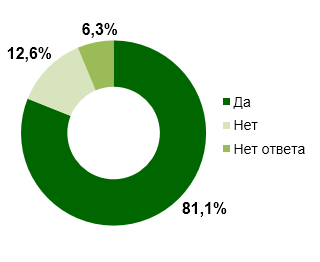 6,3%
12,6%
Да
Нет
Нет ответа
81,1%